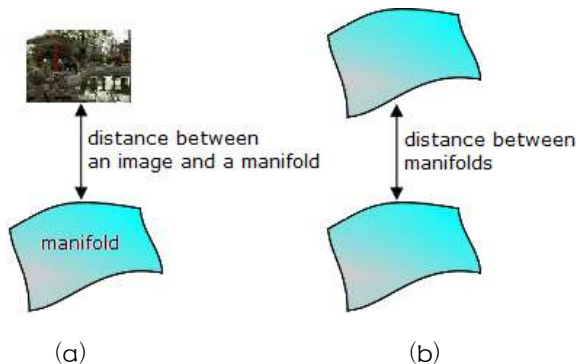 distance between
an image and a manifold
manifold
(a)
distance between
manifolds
(b)